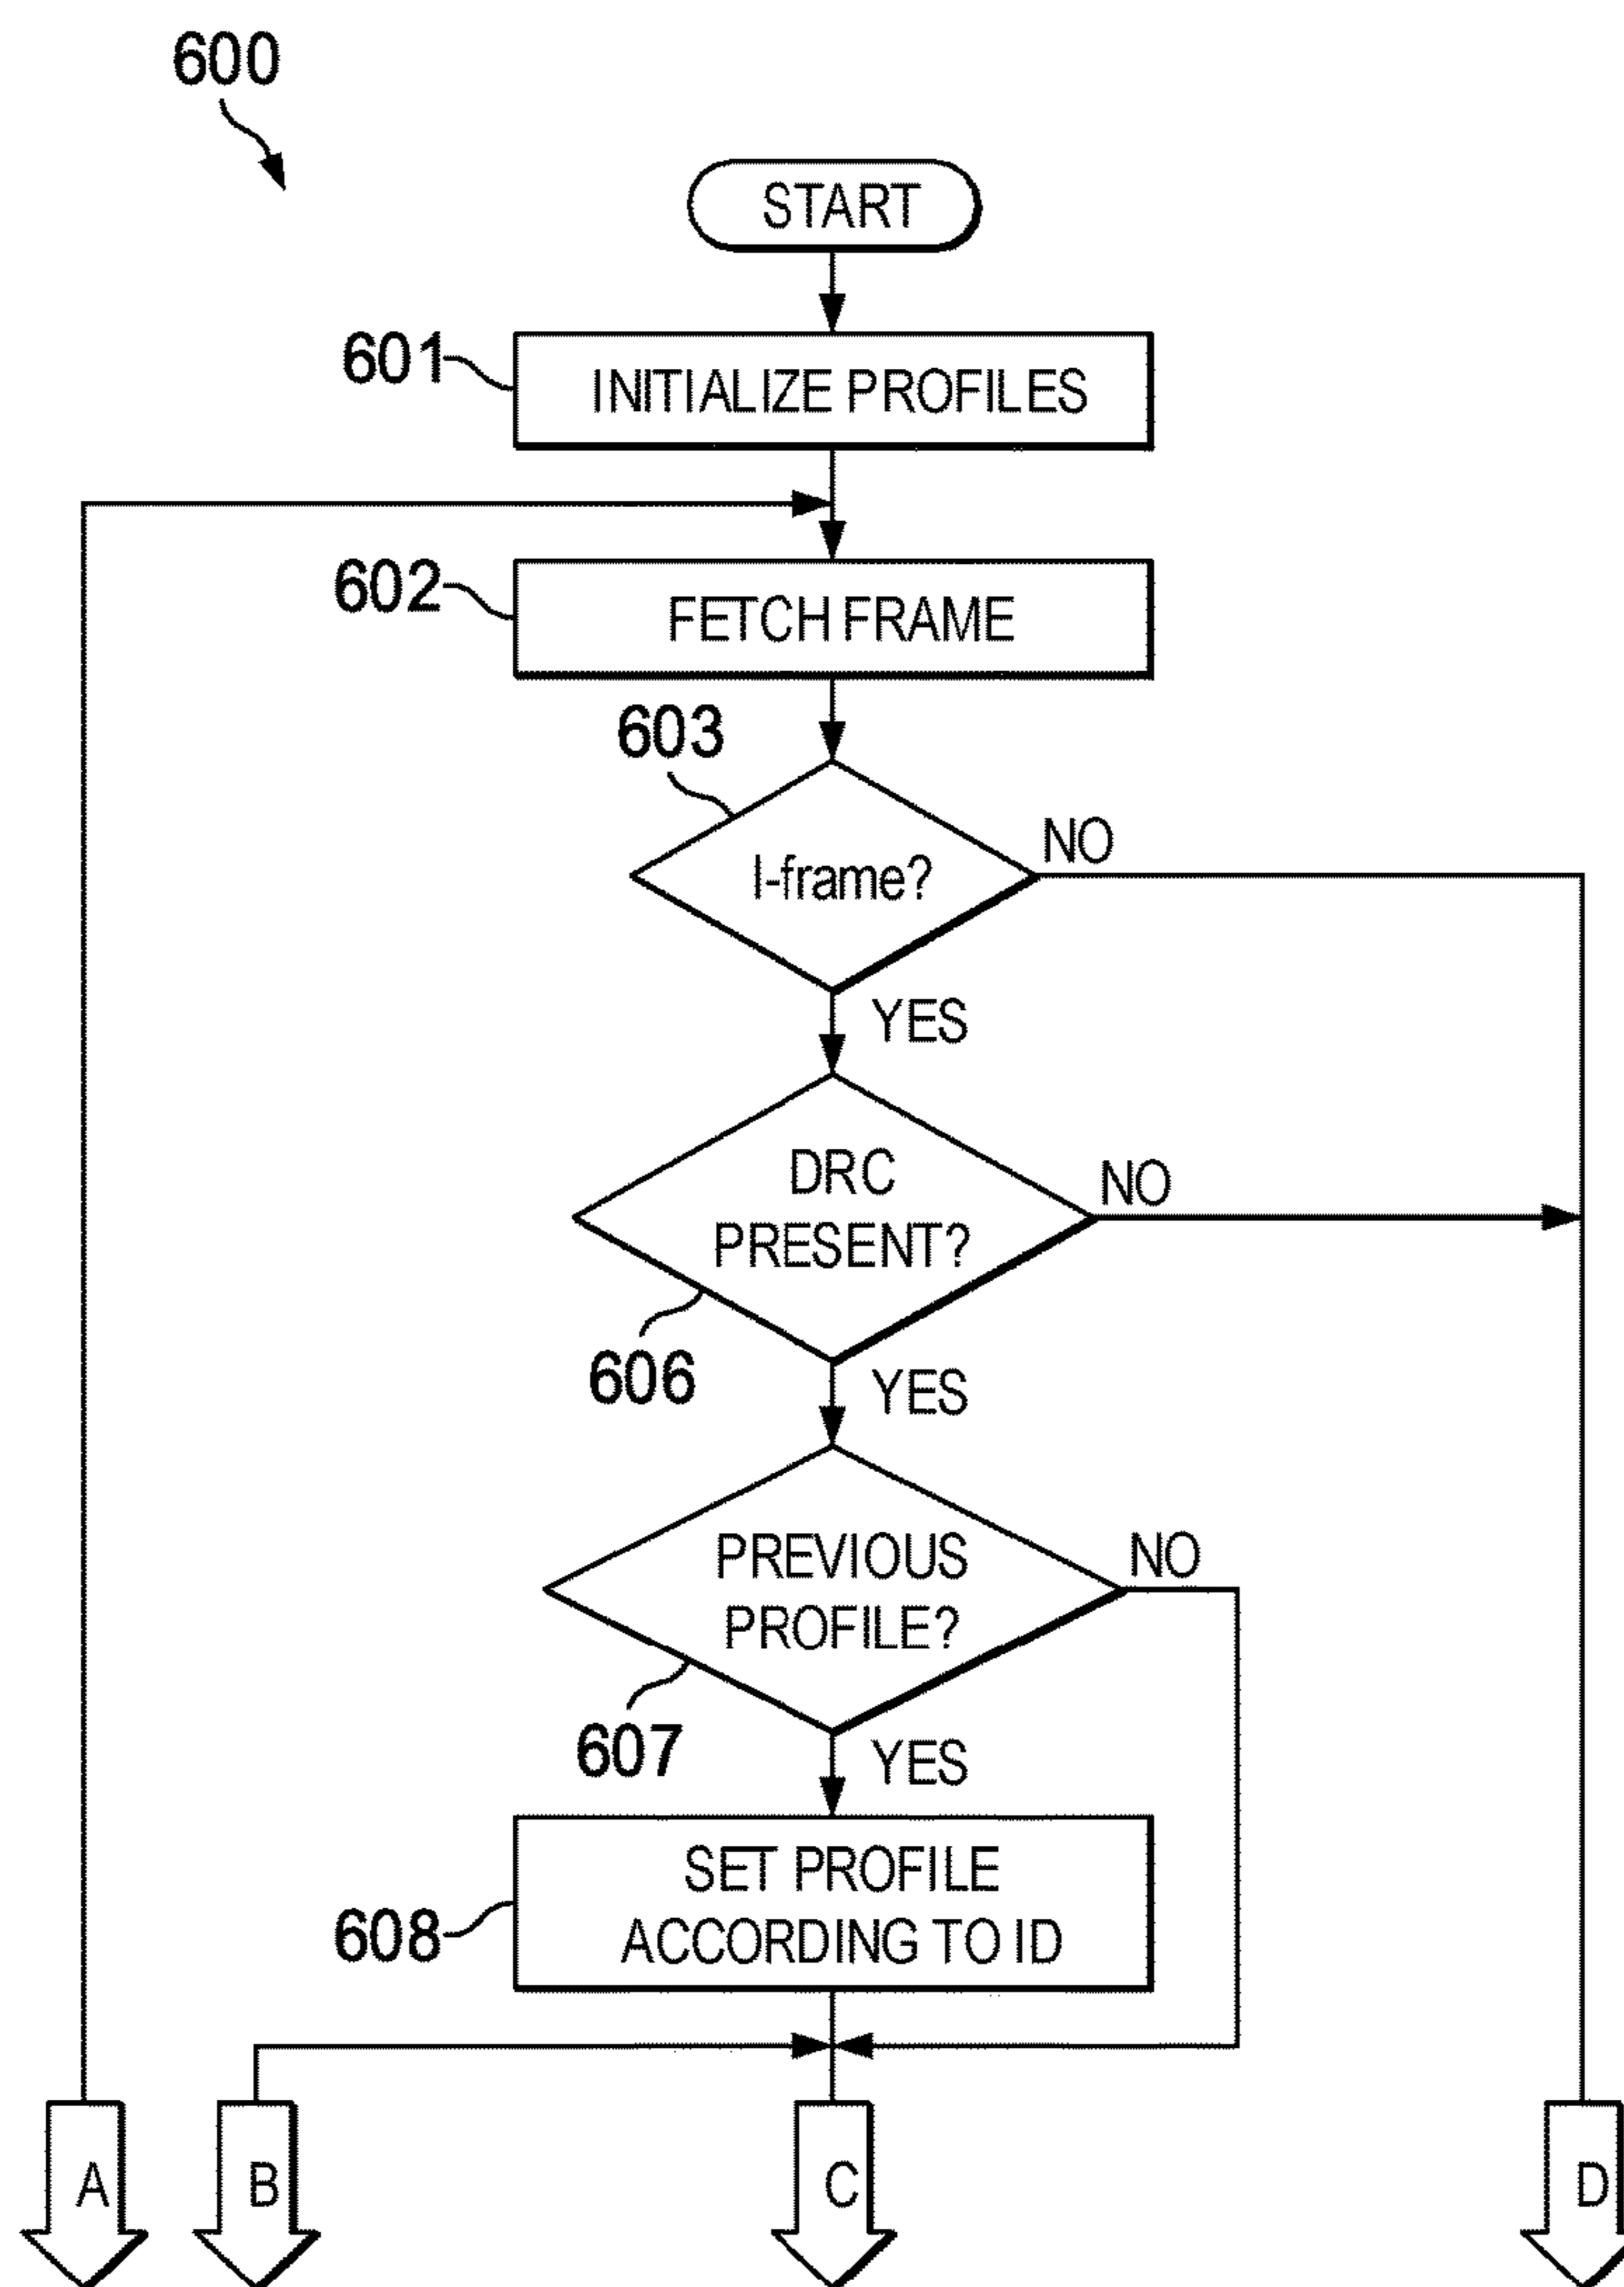 600
START
601
INITIALIZE PROFILES
602
FETCH FRAME
603
I-frame?
NO
YES
DRC
PRESENT?
NO
606
YES
PREVIOUS
PROFILE?
NO
607
YES
SET PROFILE
ACCORDING TO ID
608
A
B
C
D